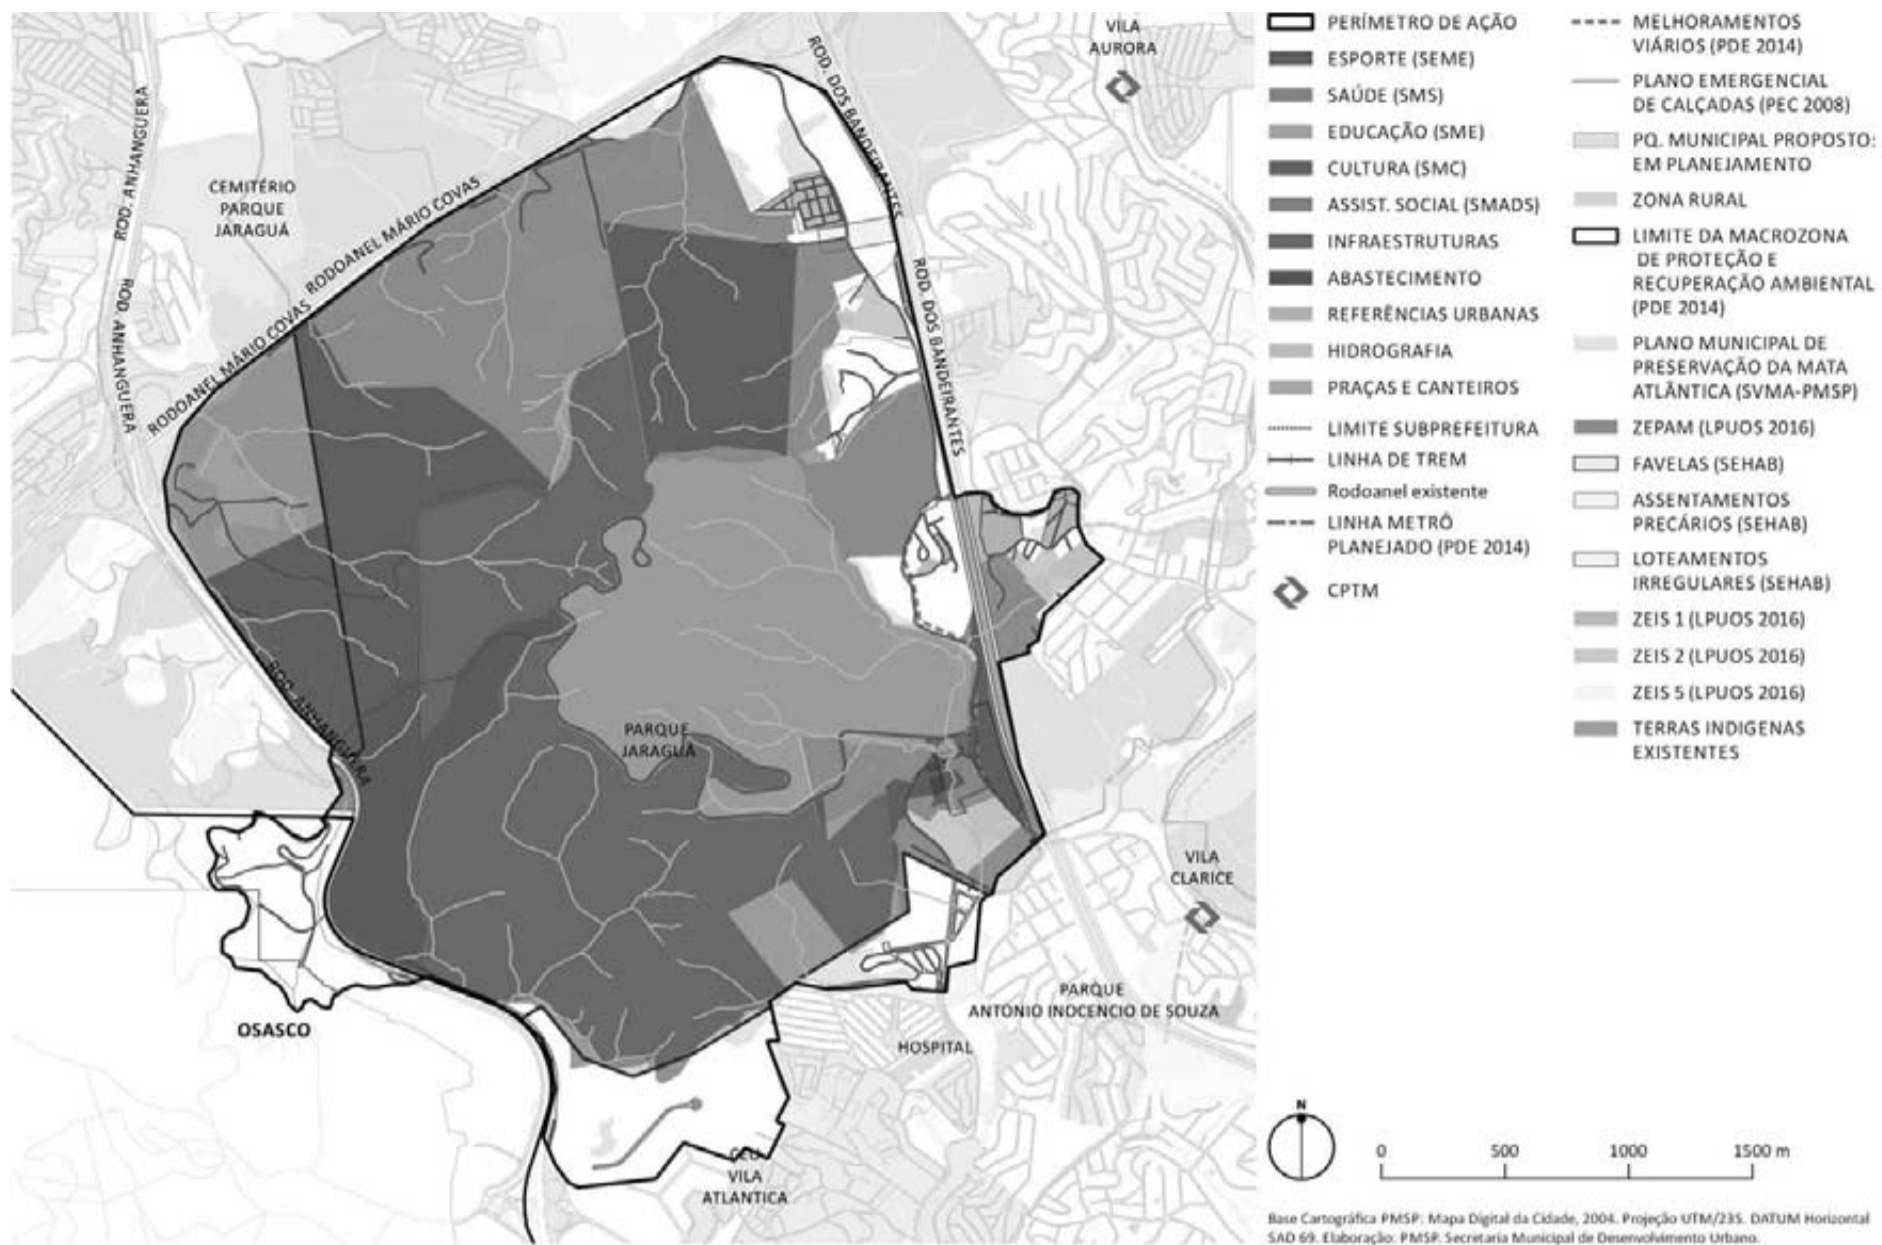 VILA
AURORA
ROD. DOS BANDEIRANTES
ROD. ANHANGUERA
CEMITÉRIO
PARQUE
JARAGUÁ
RODOANEL MÁRIO COVAS
ROD. DOS BANDEIRANTES
ROD. ANHANGUERA
RODOANEL MÁRIO COVAS
ROD. ANHANGUERA
PARQUE
JARAGUÁ
VILA
CLARICE
OSASCO
PARQUE
ANTONIO INOCENCIO DE SOUZA
HOSPITAL
CEU
VILA
ATLANTICA
PERÍMETRO DE AÇÃO
ESPORTE (SEME)
SAÚDE (SMS)
EDUCAÇÃO (SME)
CULTURA (SMC)
ASSIST. SOCIAL (SMADS)
INFRAESTRUTURAS
ABASTECIMENTO
REFERÊNCIAS URBANAS
HIDROGRAFIA
PRAÇAS E CANTEIROS
LIMITE SUBPREFEITURA
LINHA DE TREM
Rodoanel existente
LINHA METRÔ
PLANEJADO (PDE 2014)
CPTM
MELHORAMENTOS
VIÁRIOS (PDE 2014)
PLANO EMERGENCIAL
DE CALÇADAS (PEC 2008)
PQ. MUNICIPAL PROPOSTO:
EM PLANEJAMENTO
ZONA RURAL
LIMITE DA MACROZONA
DE PROTEÇÃO E
RECUPERAÇÃO AMBIENTAL
(PDE 2014)
PLANO MUNICIPAL DE
PRESERVAÇÃO DA MATA
ATLÂNTICA (SVMA-PMSP)
ZEPAM (LPUOS 2016)
FAVELAS (SEHAB)
ASSENTAMENTOS
PRECÁRIOS (SEHAB)
LOTEAMENTOS
IRREGULARES (SEHAB)
ZEIS 1 (LPUOS 2016)
ZEIS 2 (LPUOS 2016)
ZEIS 5 (LPUOS 2016)
TERRAS INDIGENAS
EXISTENTES
N
0 500 1000 1500 m
Base Cartográfica PMSP: Mapa Digital da Cidade, 2004. Projeção UTM/23S. DATUM Horizontal
SAD 69. Elaboração: PMSP. Secretaria Municipal de Desenvolvimento Urbano.